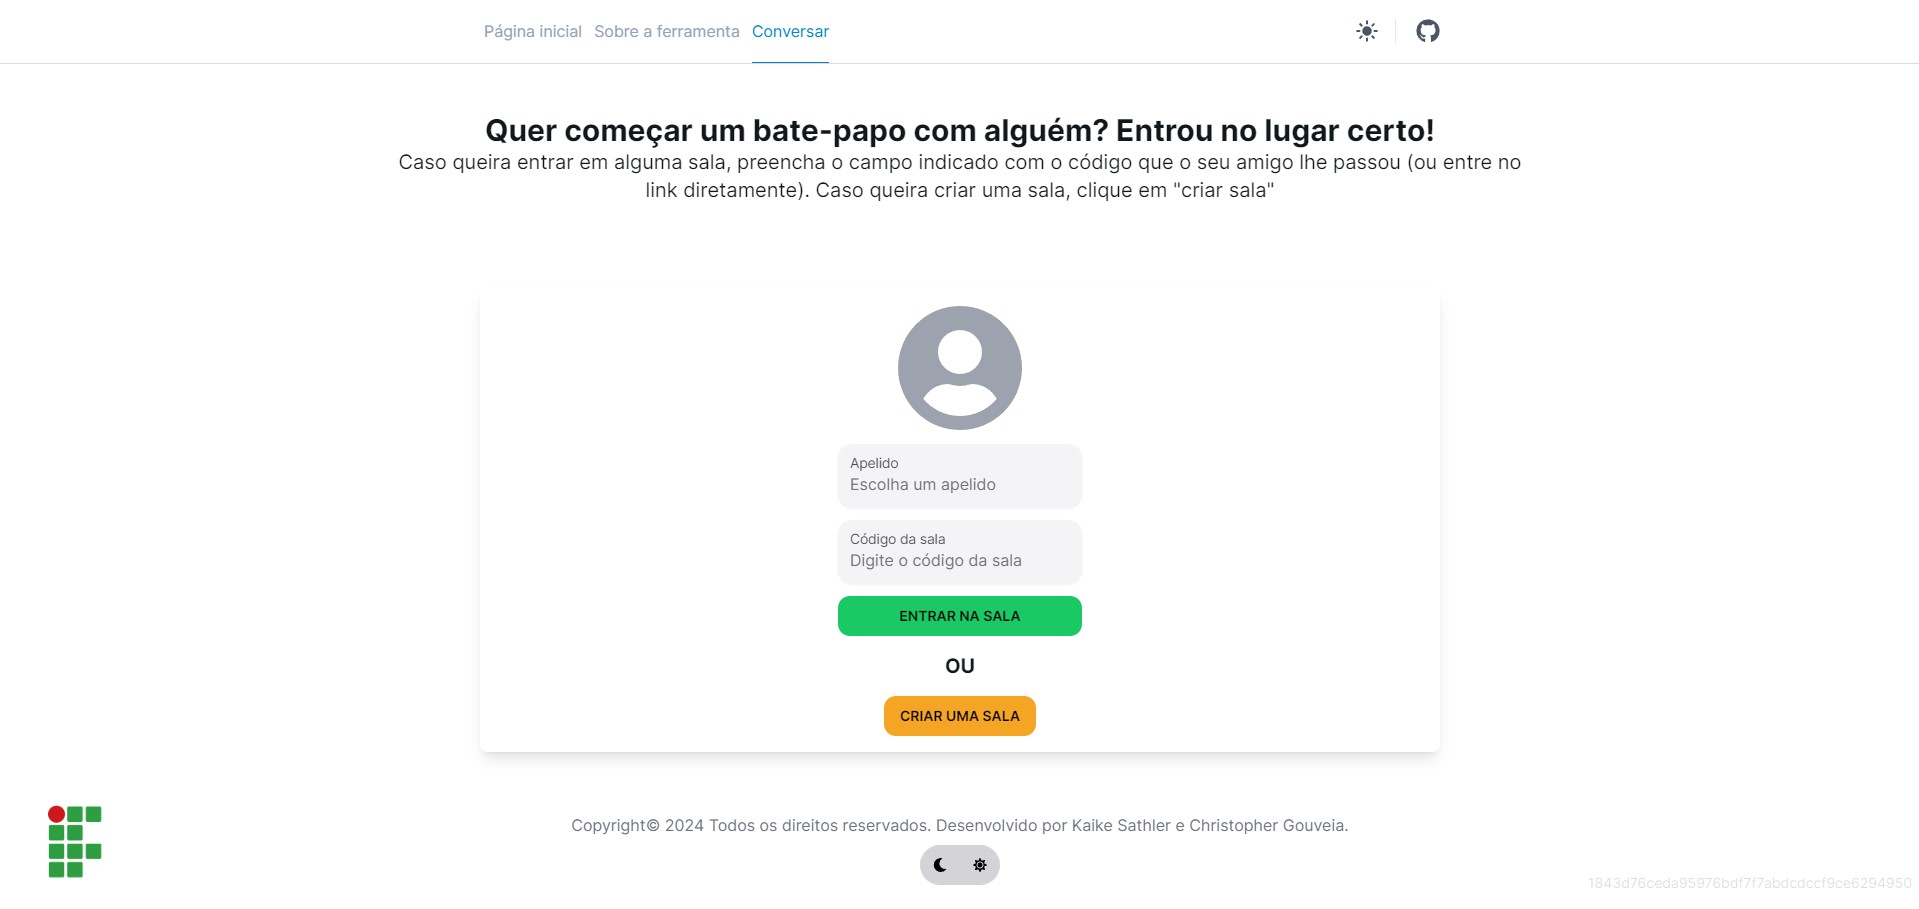 Página inicial Sobre a ferramenta Conversar
Quer começar um bate-papo com alguém? Entrou no lugar certo!
Caso queira entrar em alguma sala, preencha o campo indicado com o código que o seu amigo lhe passou (ou entre no
link diretamente). Caso queira criar uma sala, clique em "criar sala"
Apelido
Escolha um apelido
Código da sala
Digite o código da sala
ENTRAR NA SALA
OU
CRIAR UMA SALA
Copyright© 2024 Todos os direitos reservados. Desenvolvido por Kaike Sathler e Christopher Gouveia.
1843d76ceda95976bdf7f7abdcdccf9ce6294950